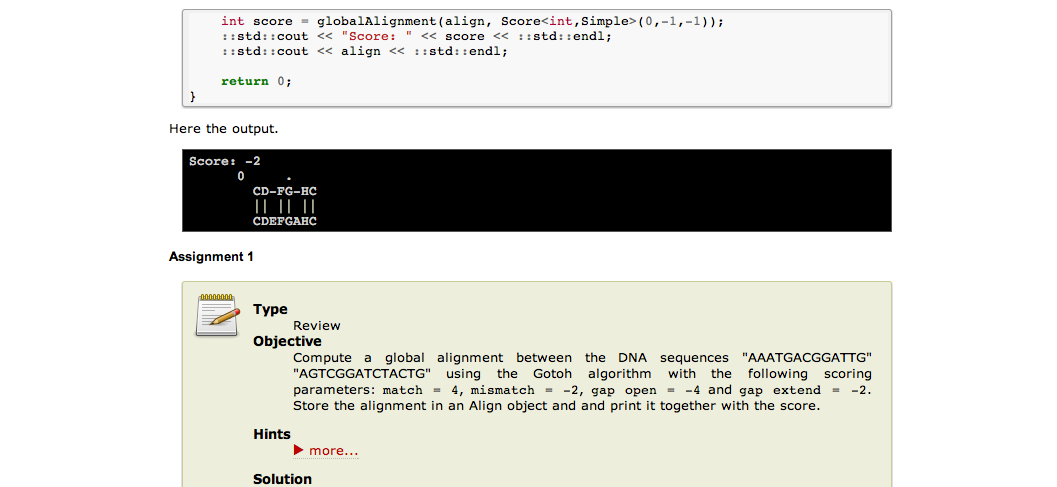 int score = globalAlignment(align, Score<int,Simple>(0,-1,-1));
::std::cout << "Score: " << score << ::std::endl;
::std::cout << align << ::std::endl;
return 0;
}
Here the output.
Score: -2
0 .
CD-FG-HC
|| || ||
CDEFGAHC
Assignment 1
Type
Review
Objective
Compute a global alignment between the DNA sequences "AAATGACGGATTG"
"AGTCGGATCTACTG" using the Gotoh algorithm with the following scoring
parameters: match = 4, mismatch = -2, gap open = -4 and gap extend = -2.
Store the alignment in an Align object and and print it together with the score.
Hints
▶ more...
Solution